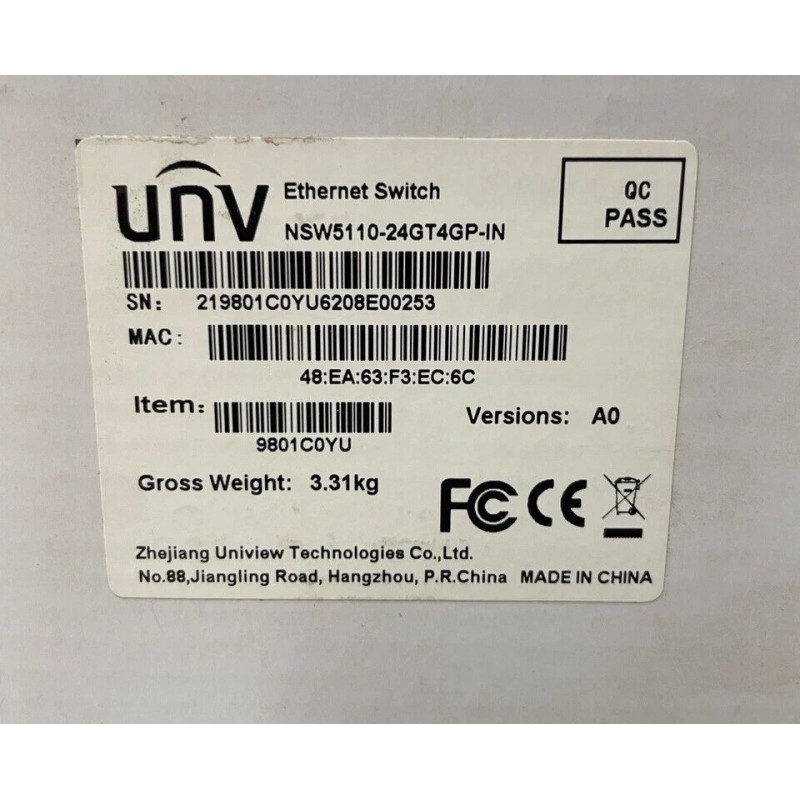 unv
Ethernet Switch
NSW5110-24GT4GP-IN
QC
PASS
SN: 219801C0YU6208E00253
MAC:
48:EA:63:F3:EC:6C
Item:
9801C0YU
Versions: A0
Gross Weight: 3.31kg
FC CE
Zhejiang Uniview Technologies Co.,Ltd.
No.88,Jiangling Road, Hangzhou, P.R.China MADE IN CHINA